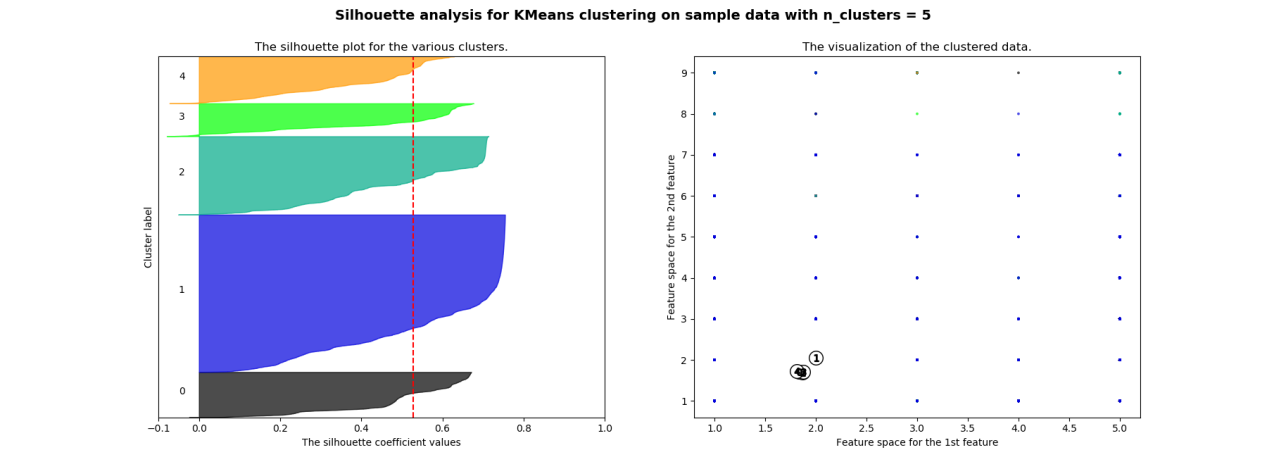 Silhouette analysis for KMeans clustering on sample data with n_clusters = 5
The silhouette plot for the various clusters.
Cluster label
4
3
2
1
0
−0.1 0.0 0.2 0.4 0.6 0.8 1.0
The silhouette coefficient values
The visualization of the clustered data.
Feature space for the 2nd feature
9
8
7
6
5
4
3
2
1
1
1.0 1.5 2.0 2.5 3.0 3.5 4.0 4.5 5.0
Feature space for the 1st feature